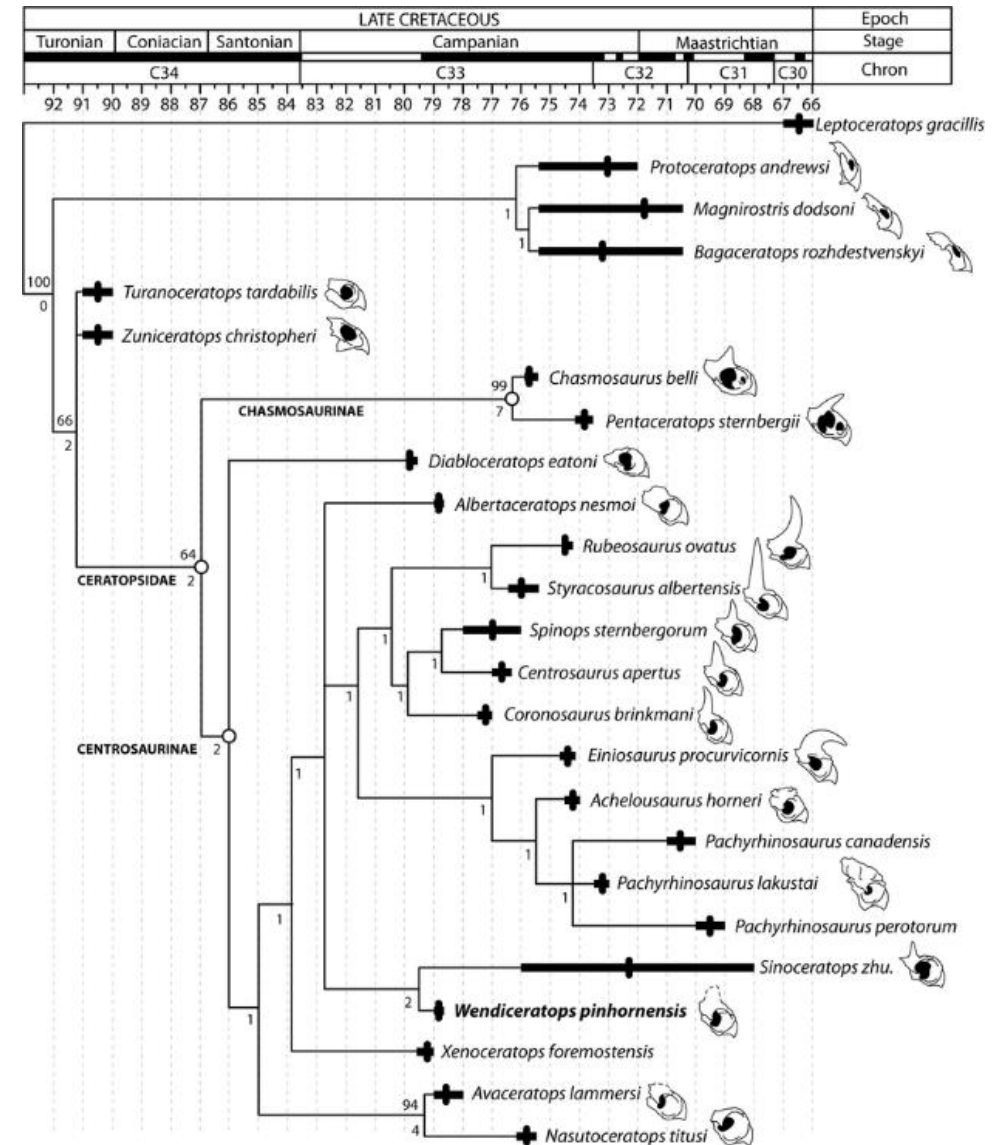 LATE CRETACEOUS Epoch
Turonian Coniacian Santonian Campanian Maastrichtian Stage
C34 C33 C32 C31 C30 Chron
92 91 90 89 88 87 86 85 84 83 82 80 79 78 77 76 75 74 73 72 70 69 68 67 66
Leptoceratops gracillis
Protoceratops andrewsi
1
Magnirostris dodsoni
1
Bagaceratops rozhdestvenskyi
100
0
Turanoceratops tardabilis
Zuniceratops christopheri
Chasmosaurus belli
99
CHASMOSAURINAE
7
66
2
Pentaceratops sternbergii
Diabloceratops eatoni
Albertaceratops nesmoi
Rubeosaurus ovatus
64
CERATOPSIDAE
2
1
Styracosaurus albertensis
Spinops sternbergorum
1
1
Centrosaurus apertus
1
1
Coronosaurus brinkmani
CENTROSAURINAE
2
Einiosaurus procurvicornis
1
1
Achelousaurus horneri
Pachyrhinosaurus canadensis
1
Pachyrhinosaurus lakustai
1
1
Pachyrhinosaurus perotorum
Sinoceratops zhu.
2
Wendiceratops pinhornensis
1
Xenoceratops foremostensis
Avaceratops lammersi
94
4
Nasutoceratops titusi